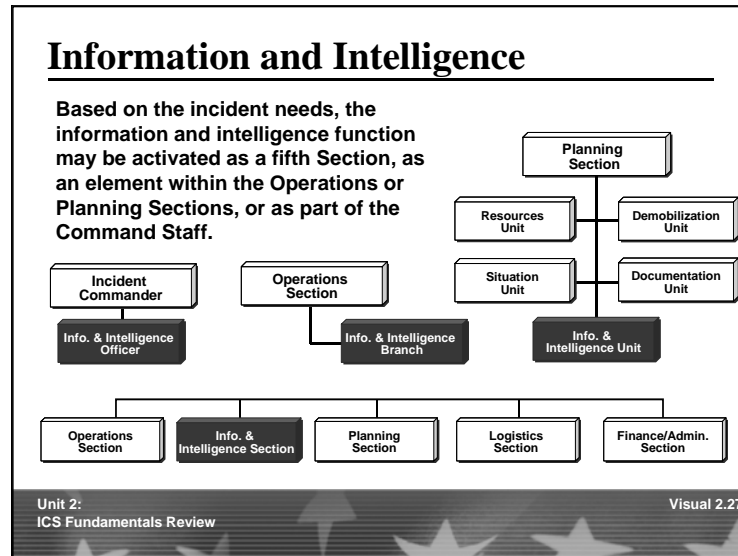 Information and Intelligence
Based on the incident needs, the
information and intelligence function
may be activated as a fifth Section, as
an element within the Operations or
Planning Sections, or as part of the
Command Staff.
Planning
Section
Resources
Unit
Demobilization
Unit
Situation
Unit
Documentation
Unit
Info. &
Intelligence Unit
Incident
Commander
Info. & Intelligence
Officer
Operations
Section
Info. & Intelligence
Branch
Operations
Section
Info. &
Intelligence Section
Planning
Section
Logistics
Section
Finance/Admin.
Section
Unit 2:
ICS Fundamentals Review
Visual 2.27